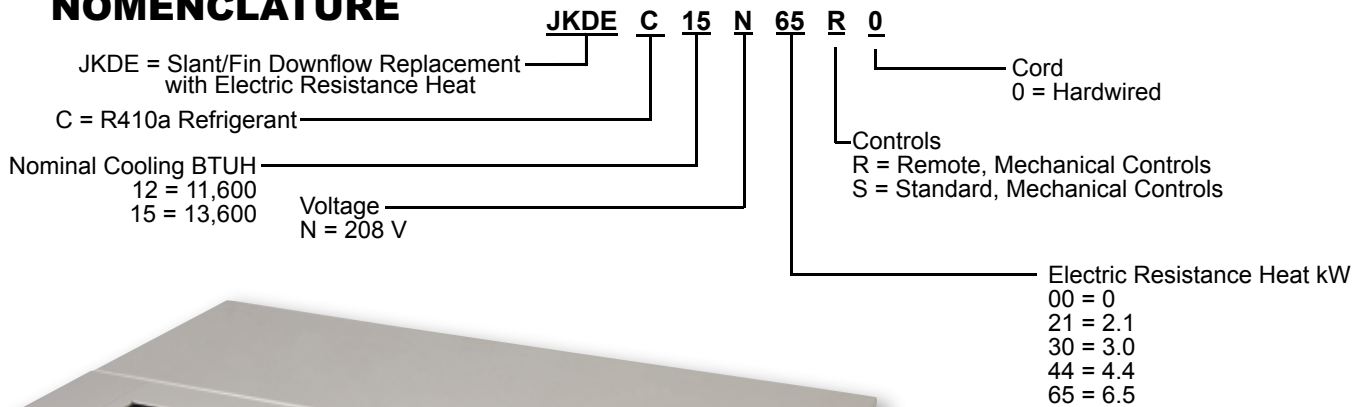 NOMENCLATURE
JKDE C 15 N 65 R 0
JKDE = Slant/Fin Downflow Replacement
with Electric Resistance Heat
C = R410a Refrigerant
Nominal Cooling BTUH
12 = 11,600
15 = 13,600
Voltage
N = 208 V
Cord
0 = Hardwired
Controls
R = Remote, Mechanical Controls
S = Standard, Mechanical Controls
Electric Resistance Heat kW
00 = 0
21 = 2.1
30 = 3.0
44 = 4.4
65 = 6.5